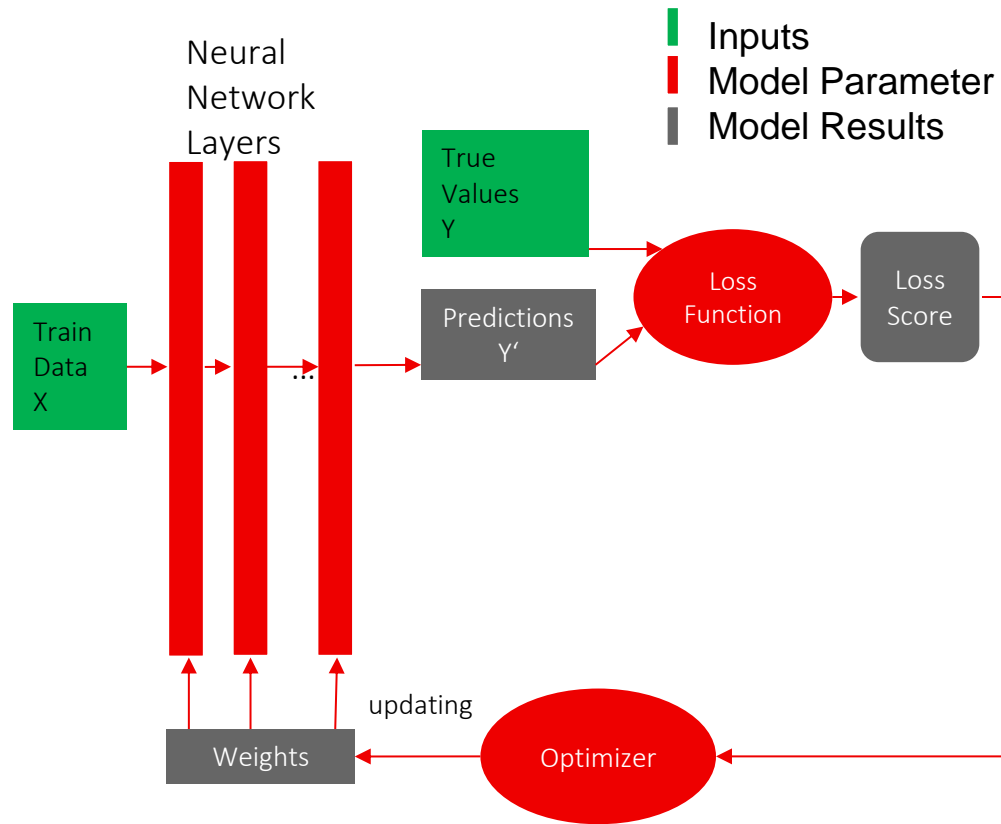 Neural
Network
Layers
Inputs
Model Parameter
Model Results
True
Values
Y
Loss
Function
Loss
Score
Predictions
Y‘
Train
Data
X
...
updating
Weights
Optimizer